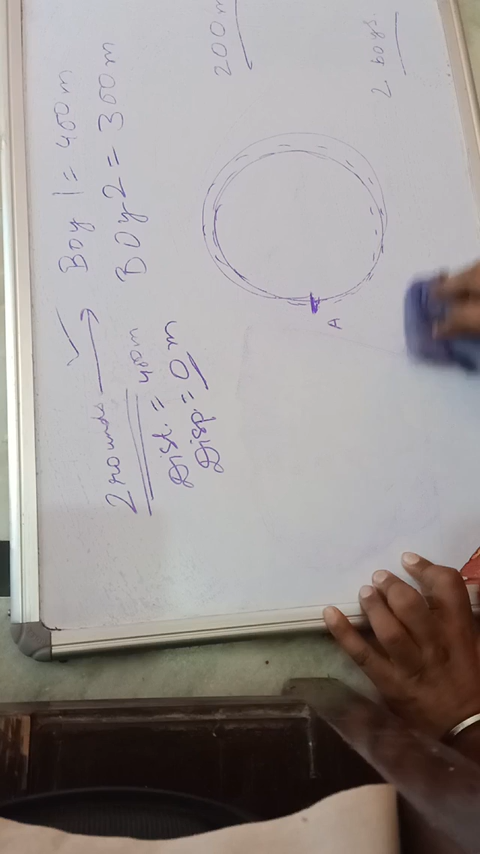 200m
2 boys
A
2 rounds → Boy 1 = 400m
Boy 2 = 300m
Dist. = 400m
Disp. = 0m